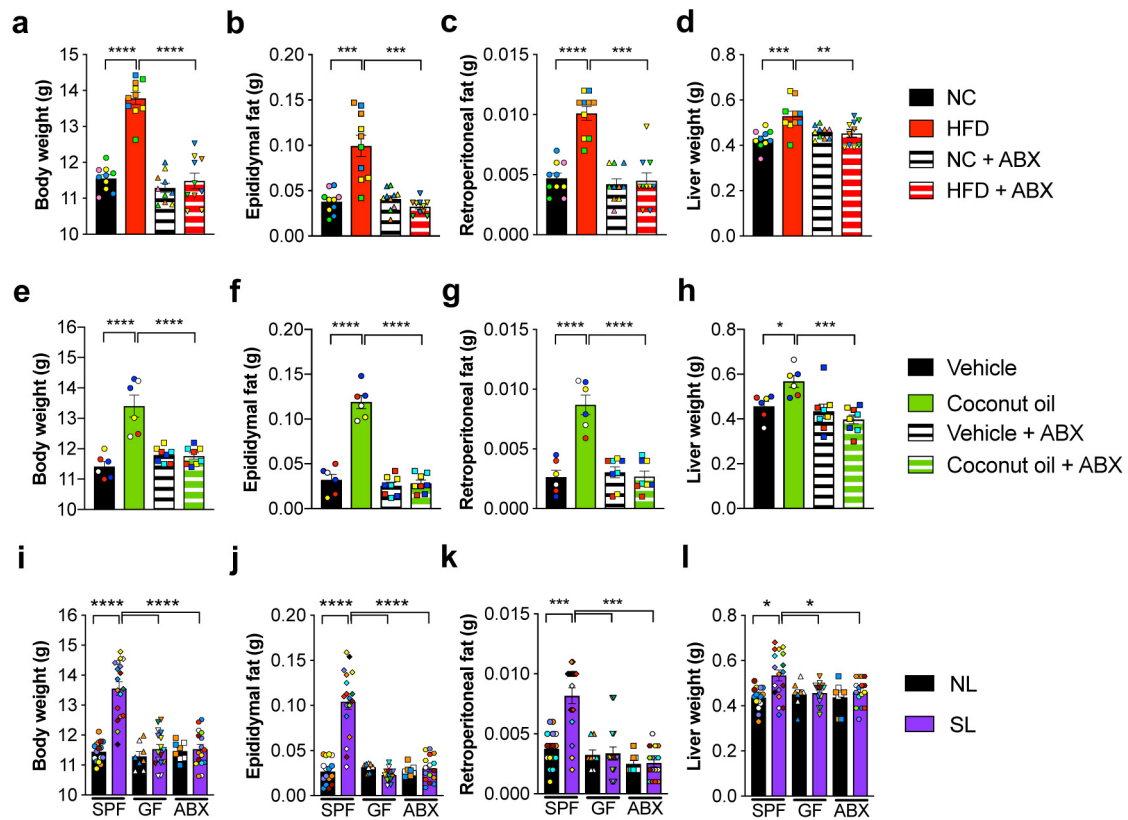 a
Body weight (g)
15
14
13
12
11
10
**** ****
b
Epididymal fat (g)
0.20
0.15
0.10
0.05
0.00
*** ***
c
Retroperitoneal fat (g)
0.015
0.010
0.005
0.000
**** ***
d
Liver weight (g)
0.8
0.6
0.4
0.2
0.0
*** **
NC
HFD
NC + ABX
HFD + ABX
e
Body weight (g)
16
15
14
13
12
11
10
**** ****
f
Epididymal fat (g)
0.20
0.15
0.10
0.05
0.00
**** ****
g
Retroperitoneal fat (g)
0.015
0.010
0.005
0.000
**** ****
h
Liver weight (g)
0.8
0.6
0.4
0.2
0.0
* ***
Vehicle
Coconut oil
Vehicle + ABX
Coconut oil + ABX
i
Body weight (g)
16
15
14
13
12
11
10
**** ****
SPF GF ABX
j
Epididymal fat (g)
0.20
0.15
0.10
0.05
0.00
**** ****
SPF GF ABX
k
Retroperitoneal fat (g)
0.015
0.010
0.005
0.000
*** ***
SPF GF ABX
l
Liver weight (g)
0.8
0.6
0.4
0.2
0.0
* *
SPF GF ABX
NL
SL